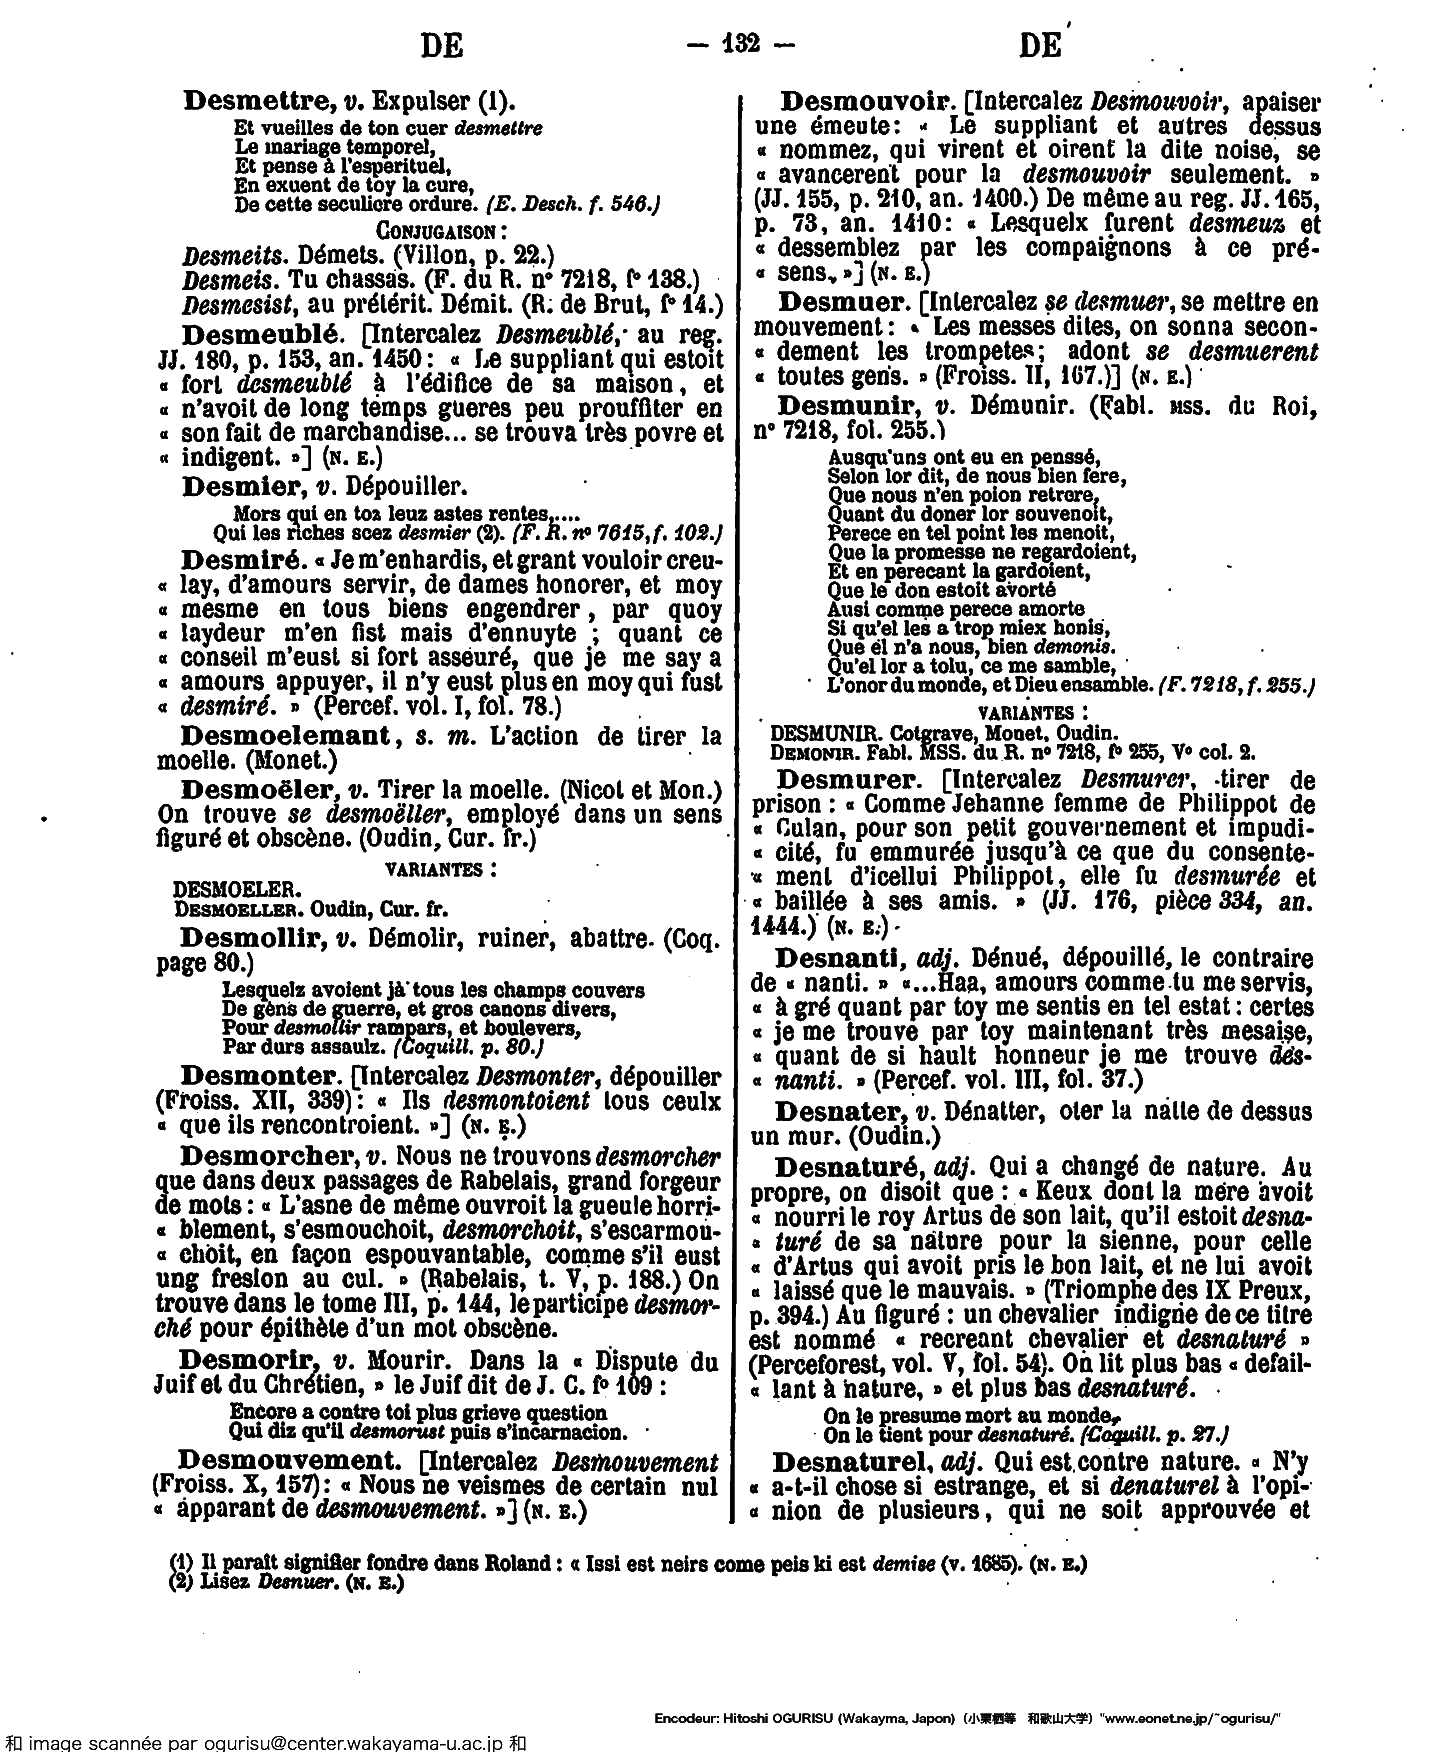 DE — 132 — DE
Desmettre, v. Expulser (1).
Et vueilles de ton cuer desmettre
Le mariage temporel,
Et pense à l'esperituel,
En exuent de toy la cure,
De cette seculiere ordure. (E. Desch. f. 546.)
CONJUGAISON :
Desmeits. Démets. (Villon, p. 22.)
Desmeis. Tu chassas. (F. du R. n° 7218, f° 138.)
Desmesist, au prétérit. Démit. (R. de Brut, f° 14.)
Desmeublé. [Intercalez Desmeublé, au reg.
JJ. 180, p. 153, an. 1450 : « Le suppliant qui estoit
« fort desmeublé à l'édifice de sa maison, et
« n'avoit de long temps gueres peu prouffiter en
« son fait de marchandise... se trouva très povre et
« indigent. »] (N. E.)
Desmier, v. Dépouiller.
Mors qui en toz leuz astes rentes,....
Qui les riches scez desmier (2). (F. R. n° 7615, f. 102.)
Desmiré. « Je m'enhardis, et grant vouloir creu-
« lay, d'amours servir, de dames honorer, et moy
« mesme en tous biens engendrer, par quoy
« laydeur m'en fist mais d'ennuyte ; quant ce
« conseil m'eust si fort asseuré, que je me say a
« amours appuyer, il n'y eust plus en moy qui fust
« desmiré. » (Percef. vol. I, fol. 78.)
Desmoelemant, s. m. L'action de tirer la
moelle. (Monet.)
Desmoëler, v. Tirer la moelle. (Nicot et Mon.)
On trouve se desmoëller, employé dans un sens
figuré et obscène. (Oudin, Cur. fr.)
VARIANTES :
DESMOELER.
DESMOELLER. Oudin, Cur. fr.
Desmollir, v. Démolir, ruiner, abattre. (Coq.
page 80.)
Lesquelz avoient jà tous les champs couvers
De gens de guerre, et gros canons divers,
Pour desmollir rampars, et boulevers,
Par durs assaulz. (Coquill. p. 80.)
Desmonter. [Intercalez Desmonter, dépouiller
(Froiss. XII, 339) : « Ils desmontoient tous ceulx
« que ils rencontroient. »] (N. E.)
Desmorcher, v. Nous ne trouvons desmorcher
que dans deux passages de Rabelais, grand forgeur
de mots : « L'asne de même ouvroit la gueule horri-
« blement, s'esmouchoit, desmorchoit, s'escarmou-
« choit, en façon espouvantable, comme s'il eust
ung freslon au cul. » (Rabelais, t. V, p. 188.) On
trouve dans le tome III, p. 144, le participe desmor-
ché pour épithète d'un mot obscène.
Desmorir, v. Mourir. Dans la « Dispute du
Juif et du Chrétien, » le Juif dit de J. C. f° 109 :
Encore a contre toi plus grieve question
Qui diz qu'il desmorust puis s'incarnacion.
Desmouvement. [Intercalez Desmouvement
(Froiss. X, 157) : « Nous ne veismes de certain nul
« apparant de desmouvement. »] (N. E.)
Desmouvoir. [Intercalez Desmouvoir, apaiser
une émeute : « Le suppliant et autres dessus
« nommez, qui virent et oirent la dite noise, se
« avancerent pour la desmouvoir seulement. »
(JJ. 155, p. 210, an. 1400.) De même au reg. JJ. 165,
p. 73, an. 1410 : « Lesquelx furent desmeuz et
« dessemblez par les compaignons à ce pré-
« sens. »] (N. E.)
Desmuer. [Intercalez se desmuer, se mettre en
mouvement : « Les messes dites, on sonna secon-
« dement les trompetes ; adont se desmuerent
« toutes gens. » (Froiss. II, 167.)] (N. E.)
Desmunir, v. Démunir. (Fabl. MSS. du Roi,
n° 7218, fol. 255.)
Ausqu'uns ont eu en penssé,
Selon lor dit, de nous bien fere,
Que nous n'en poion retrere,
Quant du doner lor souvenoit,
Perece en tel point les menoit,
Que la promesse ne regardoient,
Et en perecant la gardoient,
Que le don estoit avorté
Ausi comme perece amorte
Si qu'el les a trop miex honis,
Que el n'a nous, bien demonis.
Qu'el lor a tolu, ce me samble,
L'onor du monde, et Dieu ensamble. (F. 7218, f. 255.)
VARIANTES :
DESMUNIR. Cotgrave, Monet, Oudin.
DEMONIR. Fabl. MSS. du R. n° 7218, f° 255, V° col. 2.
Desmurer. [Intercalez Desmurer, tirer de
prison : « Comme Jehanne femme de Philippot de
« Culan, pour son petit gouvernement et impudi-
« cité, fu emmurée jusqu'à ce que du consente-
« ment d'icellui Philippot, elle fu desmurée et
« baillée à ses amis. » (JJ. 176, pièce 334, an.
1444.) (N. E.)
Desnanti, adj. Dénué, dépouillé, le contraire
de « nanti. » «...Haa, amours comme tu me servis,
« à gré quant par toy me sentis en tel estat : certes
« je me trouve par toy maintenant très mesaise,
« quant de si hault honneur je me trouve des-
« nanti. » (Percef. vol. III, fol. 37.)
Desnater, v. Dénatter, oter la natte de dessus
un mur. (Oudin.)
Desnaturé, adj. Qui a changé de nature. Au
propre, on disoit que : « Keux dont la mere avoit
« nourri le roy Artus de son lait, qu'il estoit desna-
« turé de sa nature pour la sienne, pour celle
« d'Artus qui avoit pris le bon lait, et ne lui avoit
« laissé que le mauvais. » (Triomphe des IX Preux,
p. 394.) Au figuré : un chevalier indigne de ce titre
est nommé « recreant chevalier et desnaturé »
(Perceforest, vol. V, fol. 54). On lit plus bas « defail-
« lant à nature, » et plus bas desnaturé.
On le presume mort au monde,
On le tient pour desnaturé. (Coquill. p. 27.)
Desnaturel, adj. Qui est contre nature. « N'y
« a-t-il chose si estrange, et si denaturel à l'opi-
« nion de plusieurs, qui ne soit approuvée et
(1) Il paraît signifier fondre dans Roland : « Issi est neirs come peis ki est demise (v. 1685). (N. E.)
(2) Lisez Desnuer. (N. E.)
Encodeur: Hitoshi OGURISU (Wakayma, Japon) (小栗栖等 和歌山大学) "www.eonet.ne.jp/~ogurisu/"
和 image scannée par ogurisu@center.wakayama-u.ac.jp 和